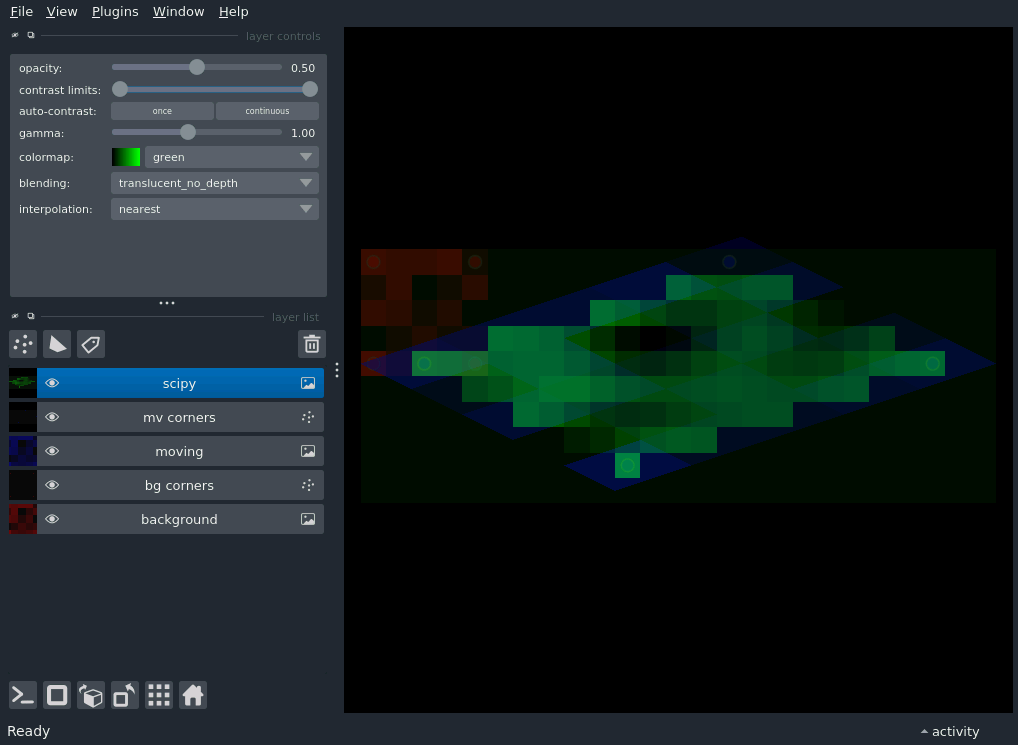 File View Plugins Window Help
layer controls
opacity: 0.50
contrast limits:
auto-contrast: once continuous
gamma: 1.00
colormap: green
blending: translucent_no_depth
interpolation: nearest
layer list
scipy
mv corners
moving
bg corners
background
Ready activity